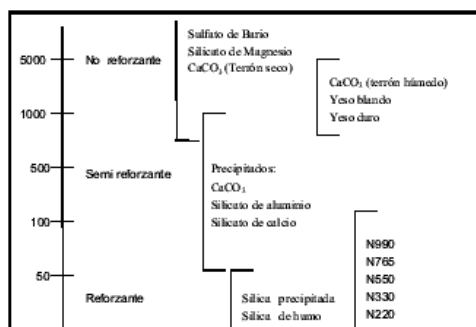 Sulfato de Bario
Silicato de Magnesio
5000 No reforzante CaCO₃ (Terrón seco)
CaCO₃ (terrón húmedo)
Yeso blando
1000
Yeso duro
500
Precipitados:
Semi reforzante
CaCO₃
Silicato de aluminio
100 Silicato de calcio
N990
50
N765
N550
Reforzante Sílica precipitada N330
Sílica de humo N220